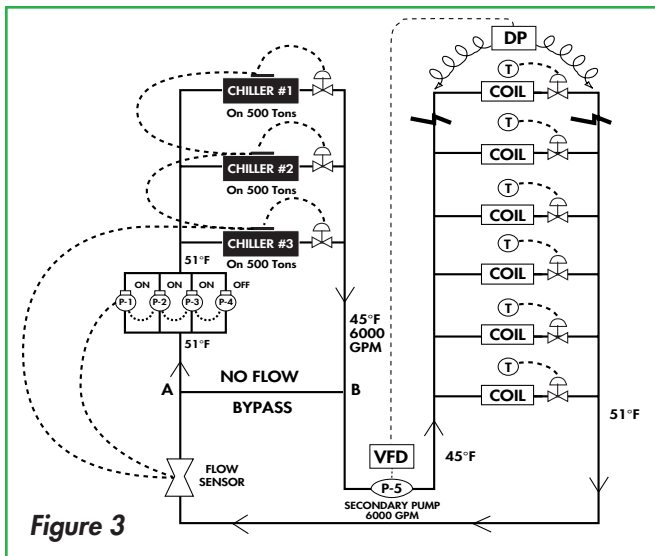 DP
T
CHILLER #1
COIL
On 500 Tons
T
CHILLER #2
COIL
On 500 Tons
T
COIL
CHILLER #3
T
51°F
On 500 Tons
COIL
ON ON ON OFF
P-1 P-2 P-3 P-4
45°F
6000
GPM
T
COIL
51°F
NO FLOW
A B
BYPASS
T
COIL
51°F
VFD
45°F
FLOW
SENSOR
P-5
SECONDARY PUMP
6000 GPM
Figure 3